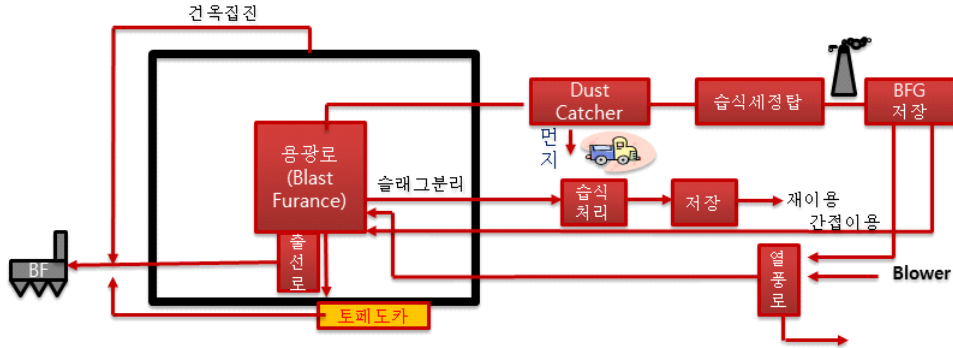 건옥집진
Dust
Catcher
습식세정탑
BFG
저장
먼
지
용광로
(Blast
Furance)
슬래그분리
습식
처리
저장
재이용
간접이용
출
선
로
BF
열
풍
로
Blower
토페도카